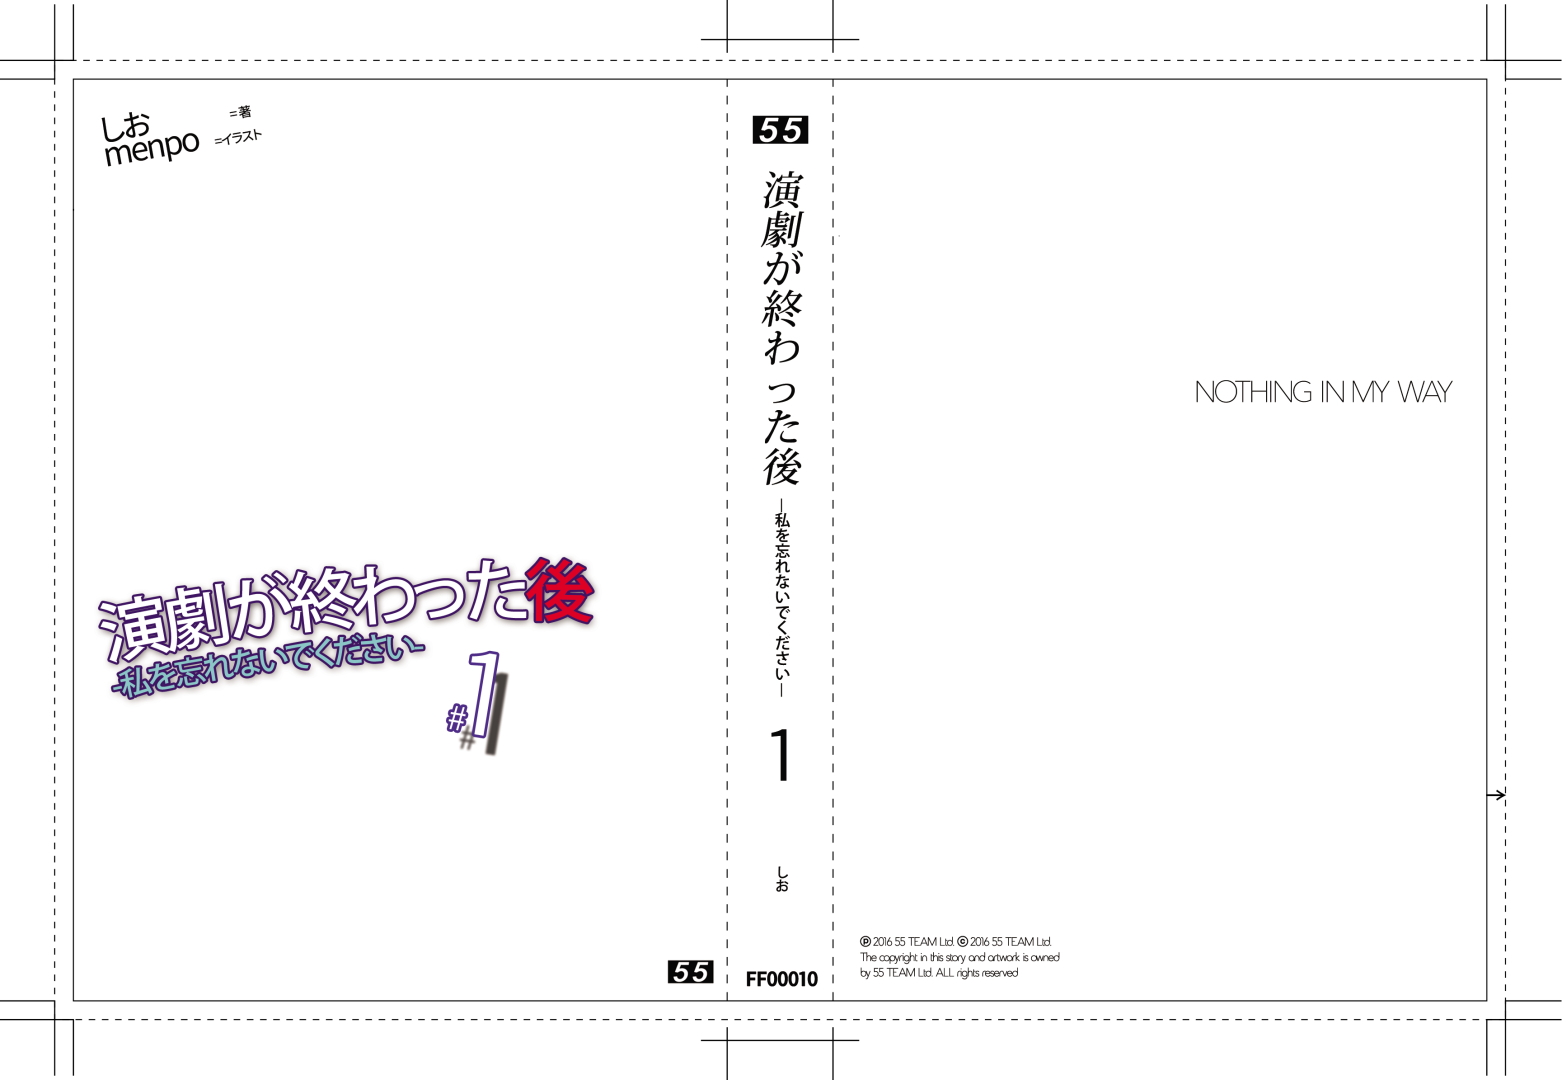 しお =著
menpo =イラスト
演劇が終わった後
-私を忘れないでください-
#1
55
55
演劇が終わった後
―私を忘れないでください―
1
しお
FF00010
NOTHING IN MY WAY
Ⓟ 2016 55 TEAM Ltd. © 2016 55 TEAM Ltd.
The copyright in this story and artwork is owned
by 55 TEAM Ltd. ALL rights reserved